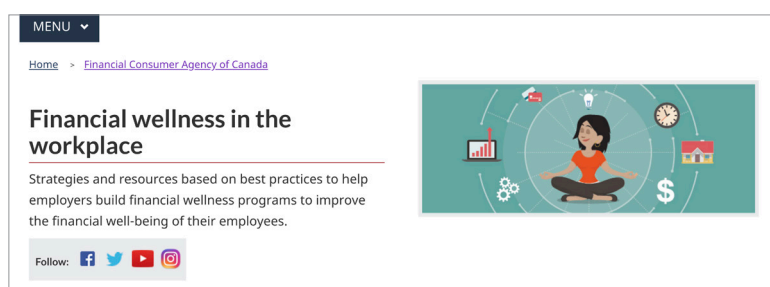 MENU
Home > Financial Consumer Agency of Canada
Financial wellness in the
workplace
Strategies and resources based on best practices to help
employers build financial wellness programs to improve
the financial well-being of their employees.
Follow:
$